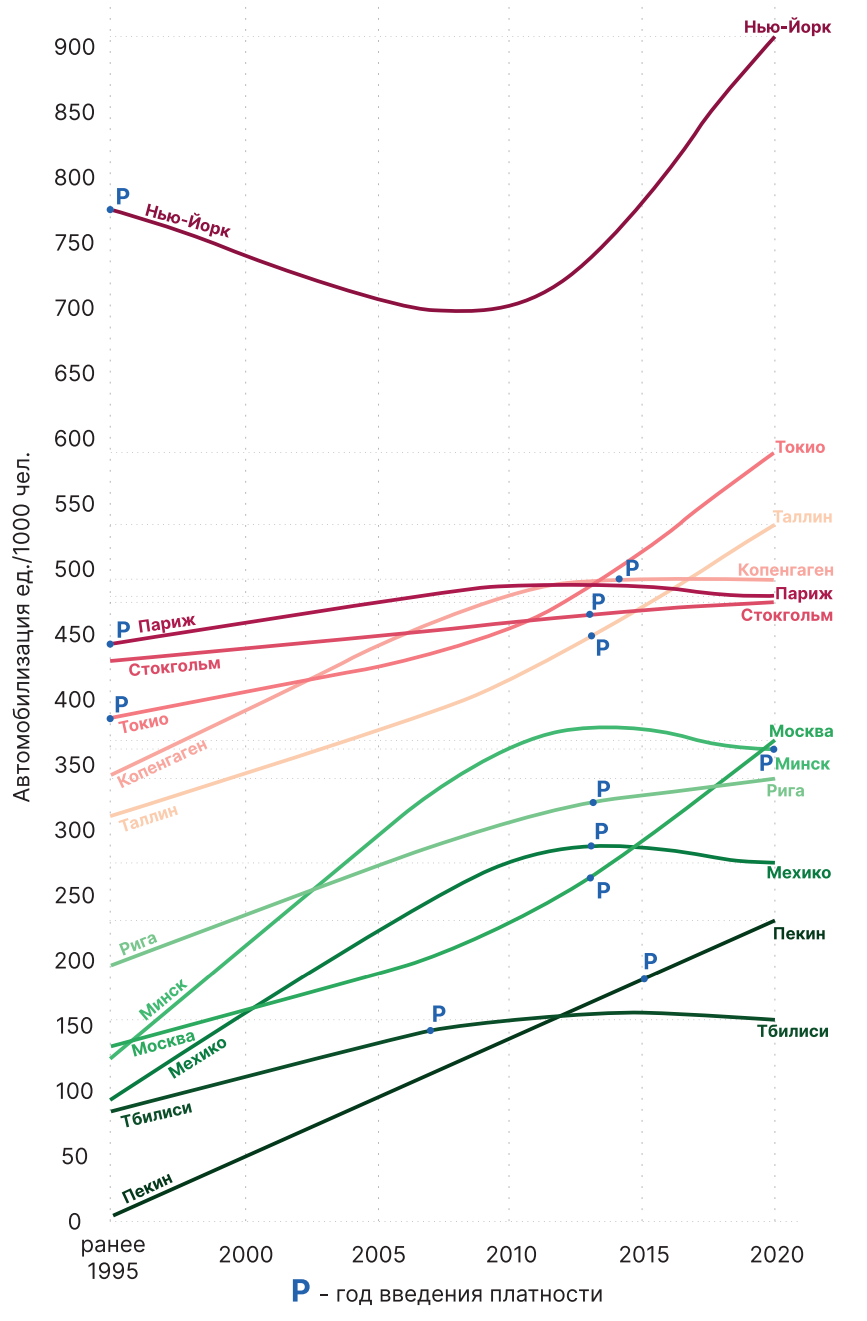 Нью-Йорк
900
850
800
P
Нью-Йорк
750
700
650
600
Токио
550
Таллин
500
P
Копенгаген
Париж
P
Стокгольм
450
P
Париж
P
Стокгольм
400
P
Токио
Москва
350
Копенгаген
P
Минск
P
Рига
300
Таллин
P
Мехико
250
P
Рига
Пекин
200
P
Минск
150
P
Тбилиси
Москва
Мехико
100
Тбилиси
50
Пекин
0
ранее
1995
2000
2005
2010
2015
2020
Автомобилизация ед./1000 чел.
P - год введения платности